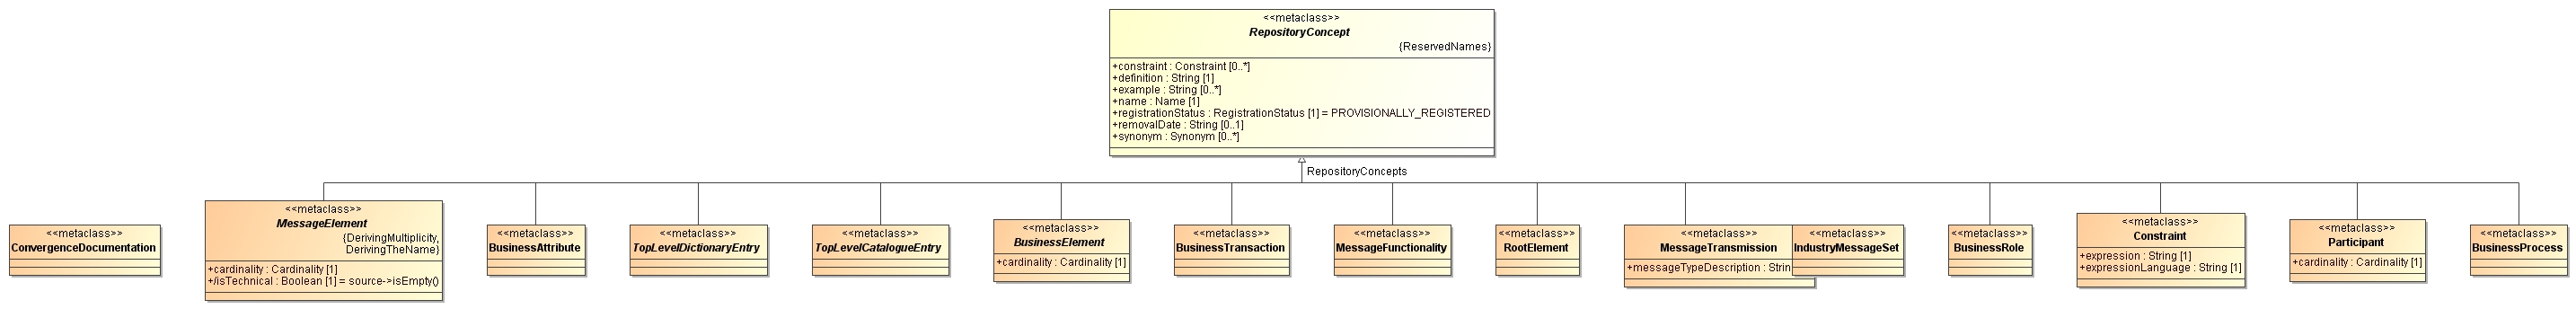 <<metaclass>>
RepositoryConcept
{ReservedNames}
+constraint : Constraint [0..*]
+definition : String [1]
+example : String [0..*]
+name : Name [1]
+registrationStatus : RegistrationStatus [1] = PROVISIONALLY_REGISTERED
+removalDate : String [0..1]
+synonym : Synonym [0..*]
RepositoryConcepts
<<metaclass>>
ConvergenceDocumentation
<<metaclass>>
MessageElement
{DerivingMultiplicity,
DerivingTheName}
+cardinality : Cardinality [1]
+/isTechnical : Boolean [1] = source->isEmpty()
<<metaclass>>
BusinessAttribute
<<metaclass>>
TopLevelDictionaryEntry
<<metaclass>>
TopLevelCatalogueEntry
<<metaclass>>
BusinessElement
+cardinality : Cardinality [1]
<<metaclass>>
BusinessTransaction
<<metaclass>>
MessageFunctionality
<<metaclass>>
RootElement
<<metaclass>>
MessageTransmission
+messageTypeDescription : Strin
<<metaclass>>
IndustryMessageSet
<<metaclass>>
BusinessRole
<<metaclass>>
Constraint
+expression : String [1]
+expressionLanguage : String [1]
<<metaclass>>
Participant
+cardinality : Cardinality [1]
<<metaclass>>
BusinessProcess